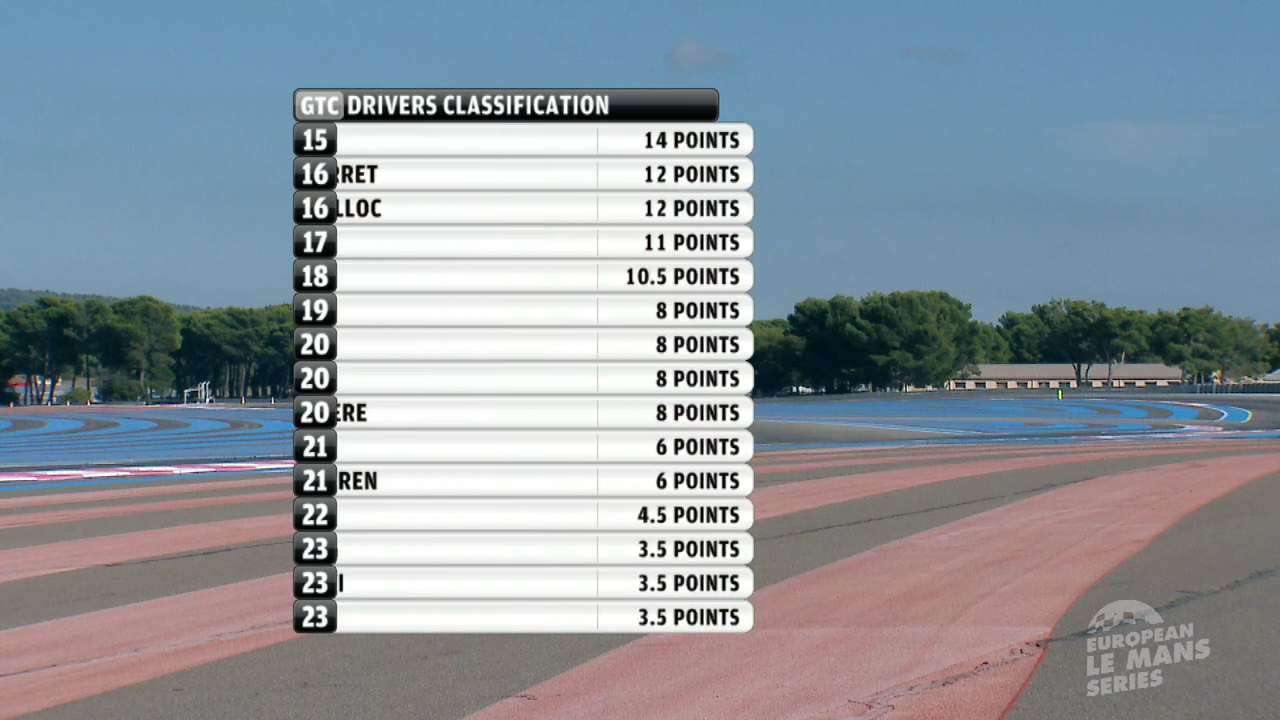 GTC DRIVERS CLASSIFICATION
15 14 POINTS
16 RRET 12 POINTS
16 LLOC 12 POINTS
17 11 POINTS
18 10.5 POINTS
19 8 POINTS
20 8 POINTS
20 8 POINTS
20 ERE 8 POINTS
21 6 POINTS
21 REN 6 POINTS
22 4.5 POINTS
23 3.5 POINTS
23 I 3.5 POINTS
23 3.5 POINTS
EUROPEAN
LE MANS
SERIES